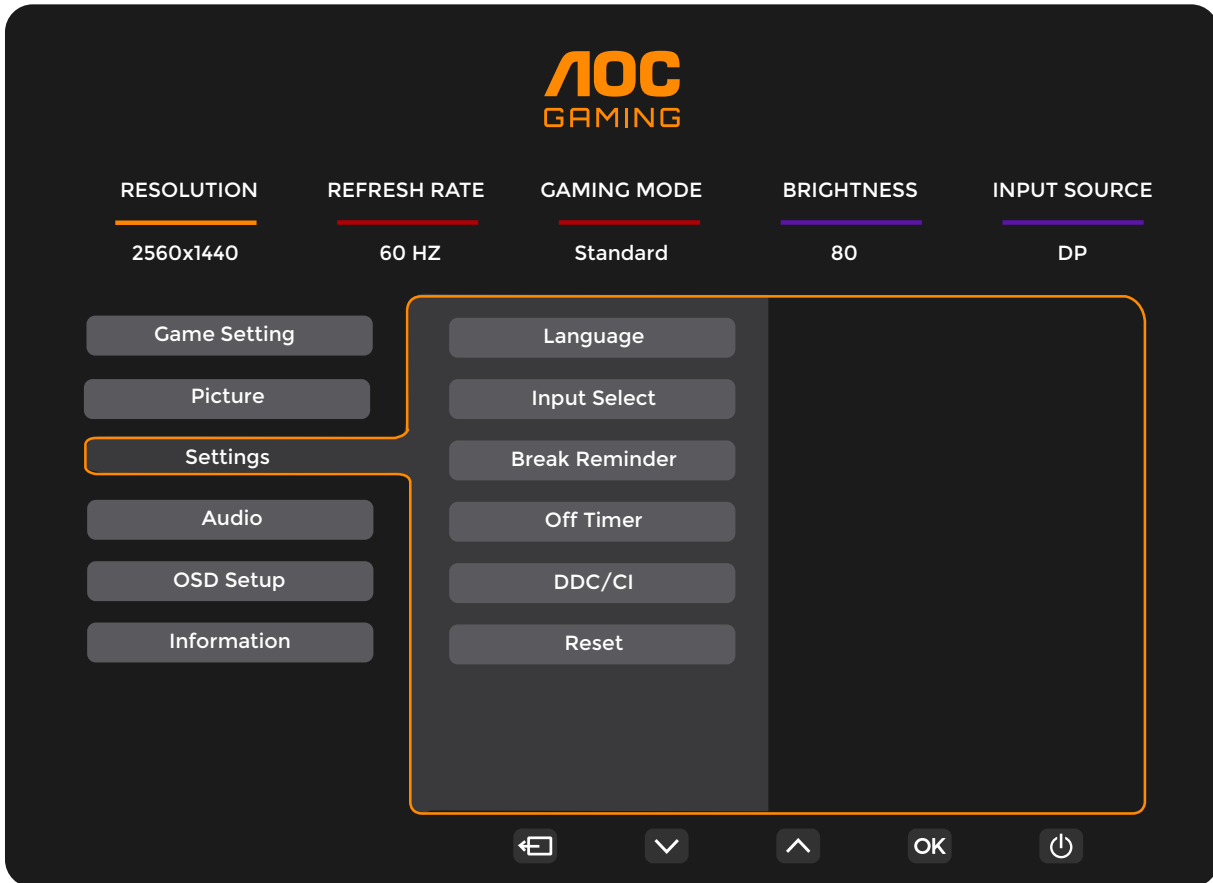 AOC
GAMING
RESOLUTION REFRESH RATE GAMING MODE BRIGHTNESS INPUT SOURCE
2560x1440 60 HZ Standard 80 DP
Game Setting
Picture
Settings
Audio
OSD Setup
Information
Language
Input Select
Break Reminder
Off Timer
DDC/CI
Reset
OK